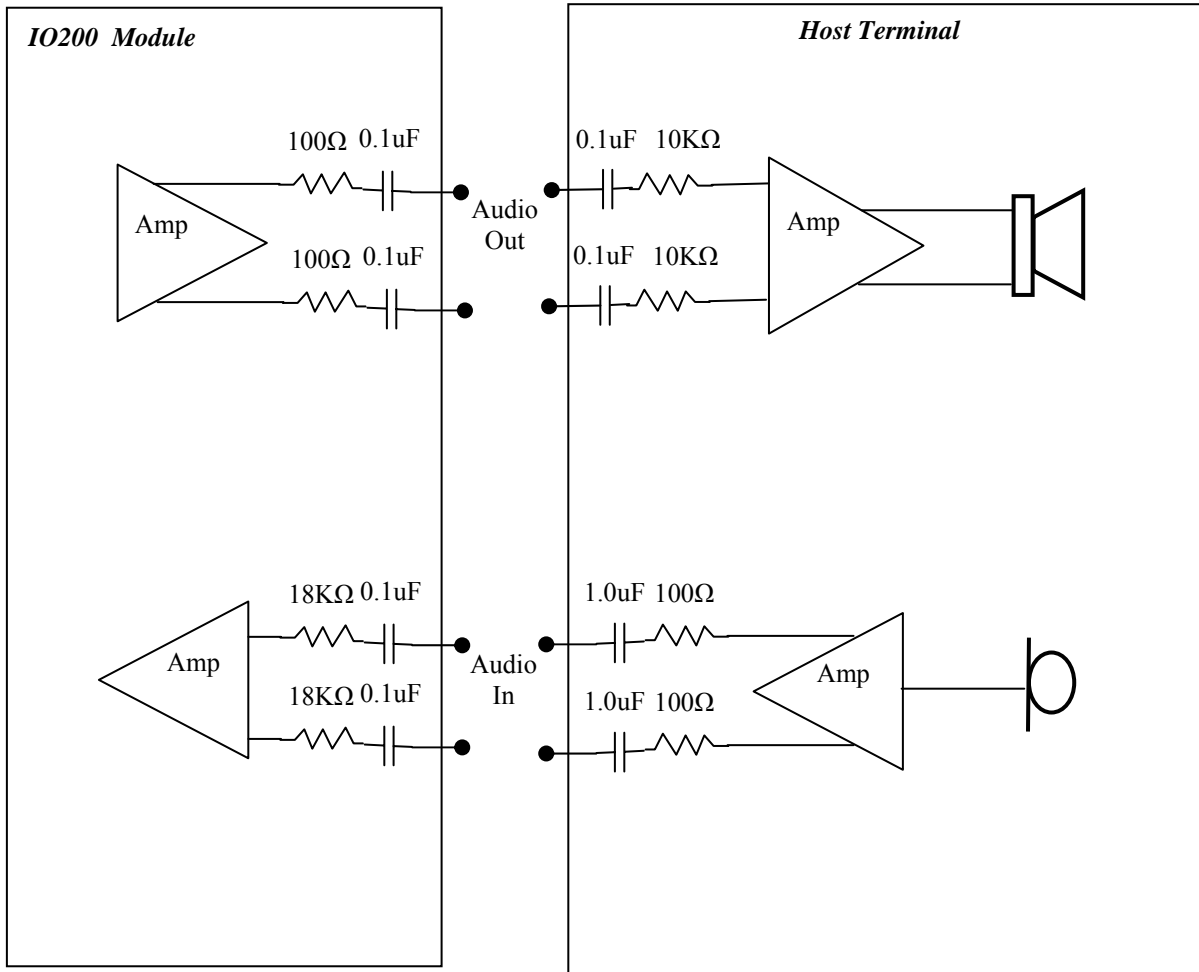 IO200 Module
Host Terminal
100Ω 0.1uF
0.1uF 10KΩ
Amp
Audio
Out
Amp
100Ω 0.1uF
0.1uF 10KΩ
18KΩ 0.1uF
1.0uF 100Ω
Amp
Audio
In
Amp
18KΩ 0.1uF
1.0uF 100Ω